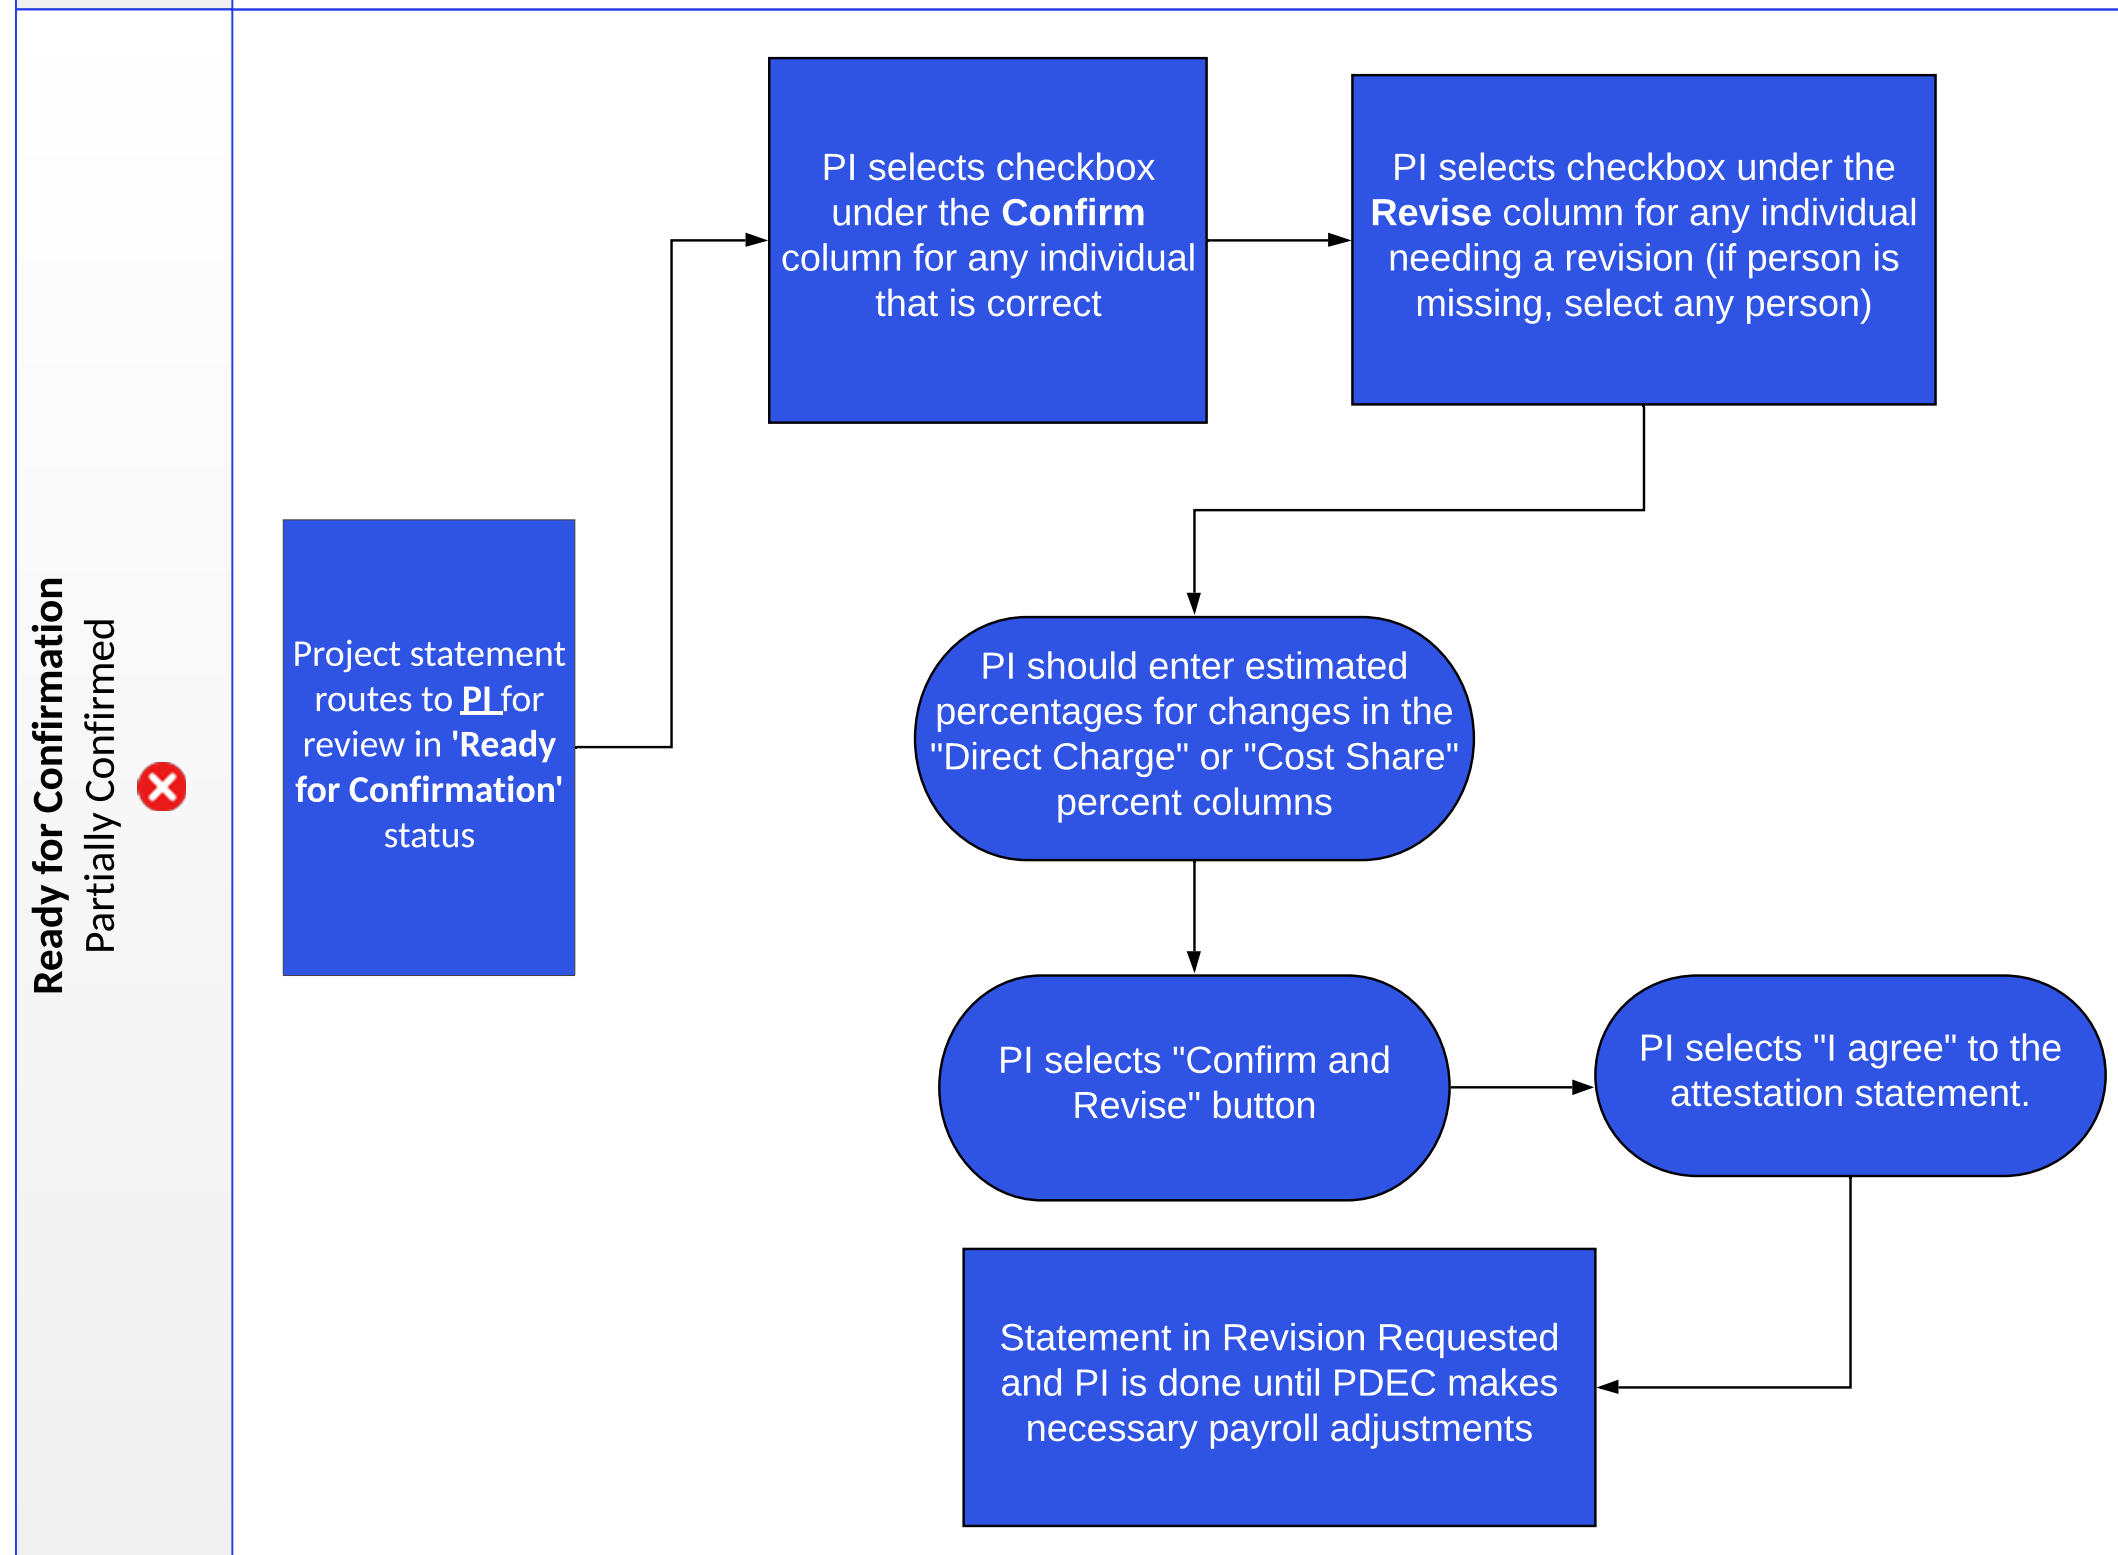 Ready for Confirmation
Partially Confirmed
Project statement
routes to PI for
review in 'Ready
for Confirmation'
status
PI selects checkbox
under the Confirm
column for any individual
that is correct
PI selects checkbox under the
Revise column for any individual
needing a revision (if person is
missing, select any person)
PI should enter estimated
percentages for changes in the
"Direct Charge" or "Cost Share"
percent columns
PI selects "Confirm and
Revise" button
PI selects "I agree" to the
attestation statement.
Statement in Revision Requested
and PI is done until PDEC makes
necessary payroll adjustments